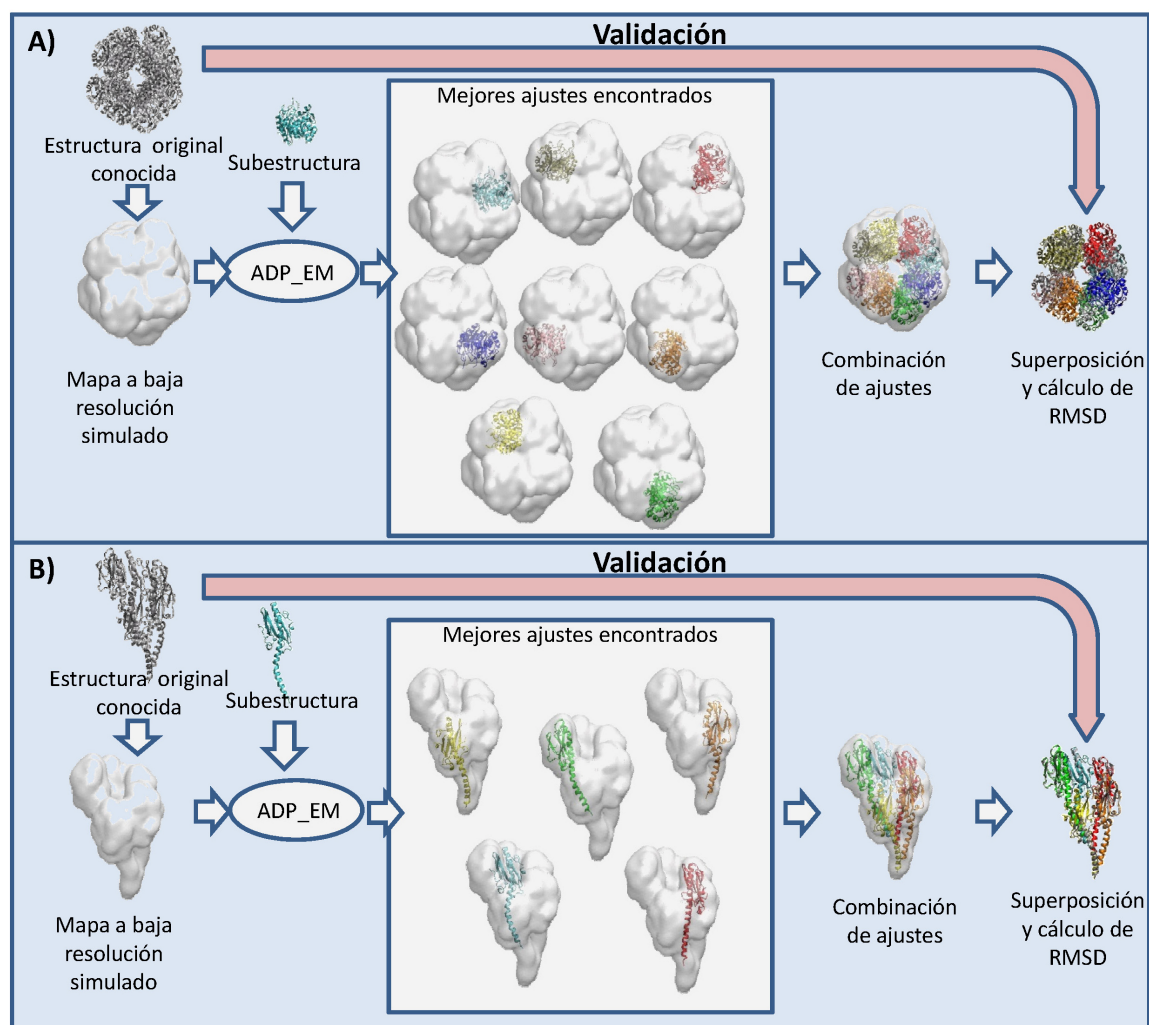 A)
Validación
Estructura original
conocida
Subestructura
Mejores ajustes encontrados
ADP_EM
Mapa a baja
resolución
simulado
Combinación
de ajustes
Superposición
y cálculo de
RMSD
B)
Validación
Estructura original
conocida
Subestructura
Mejores ajustes encontrados
ADP_EM
Mapa a baja
resolución
simulado
Combinación
de ajustes
Superposición
y cálculo de
RMSD